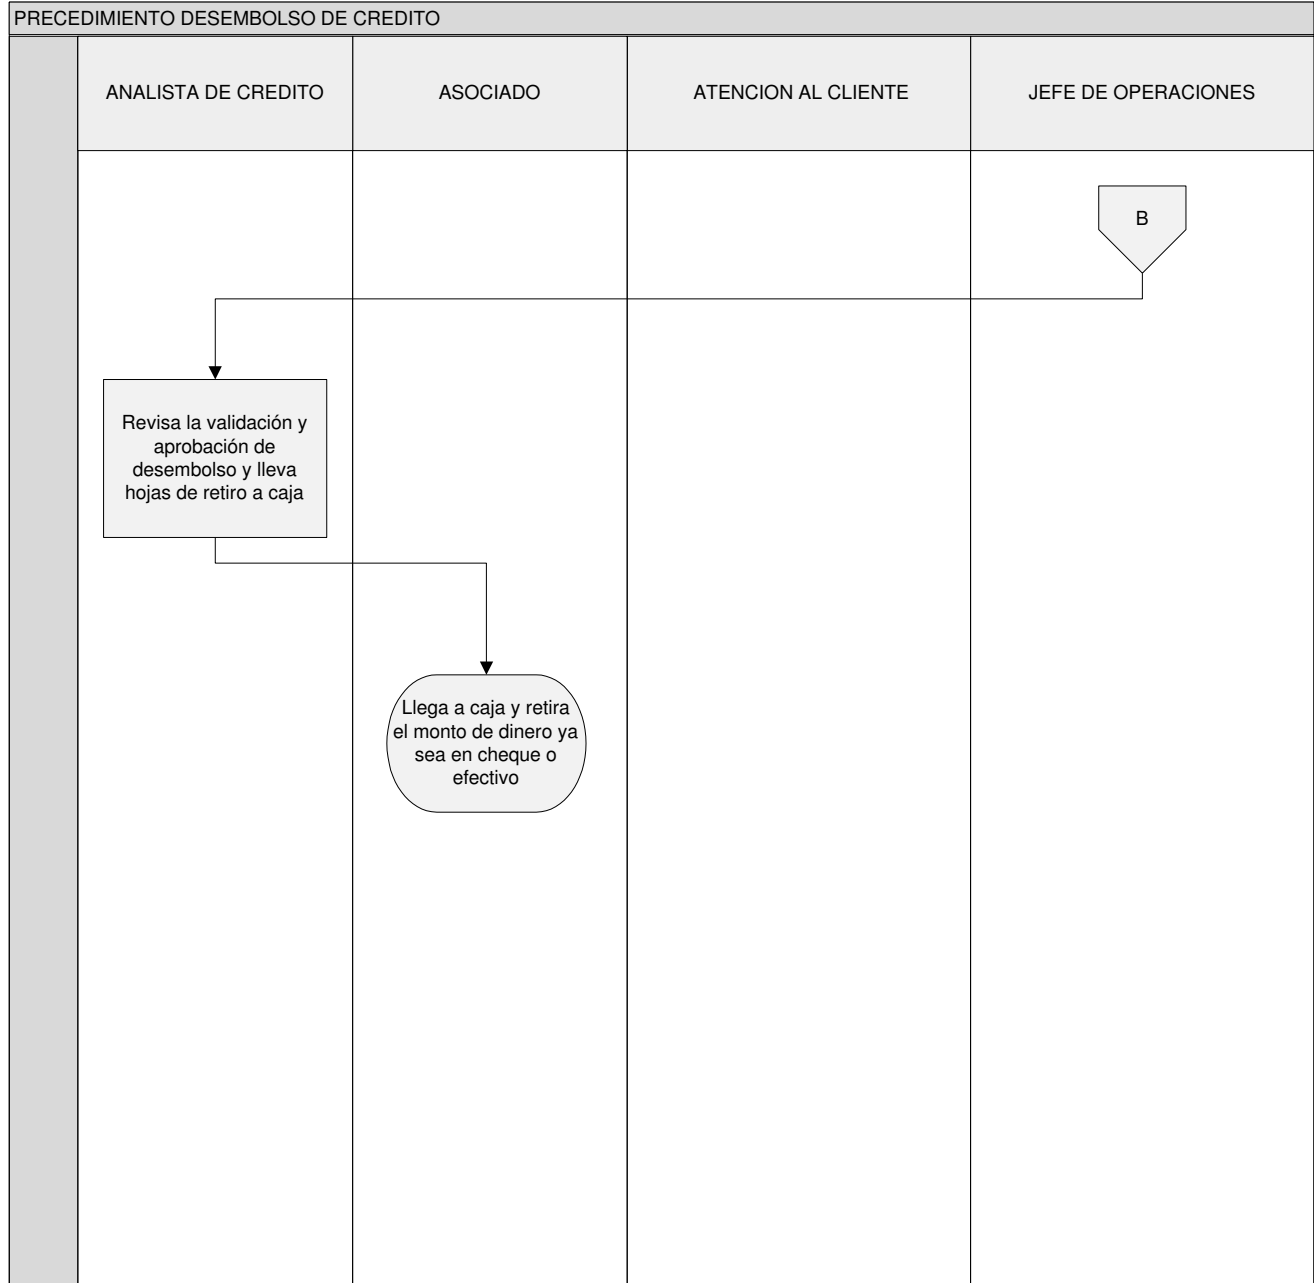 PRECEDIMIENTO DESEMBOLSO DE CREDITO
ANALISTA DE CREDITO
ASOCIADO
ATENCION AL CLIENTE
JEFE DE OPERACIONES
B
Revisa la validación y
aprobación de
desembolso y lleva
hojas de retiro a caja
Llega a caja y retira
el monto de dinero ya
sea en cheque o
efectivo